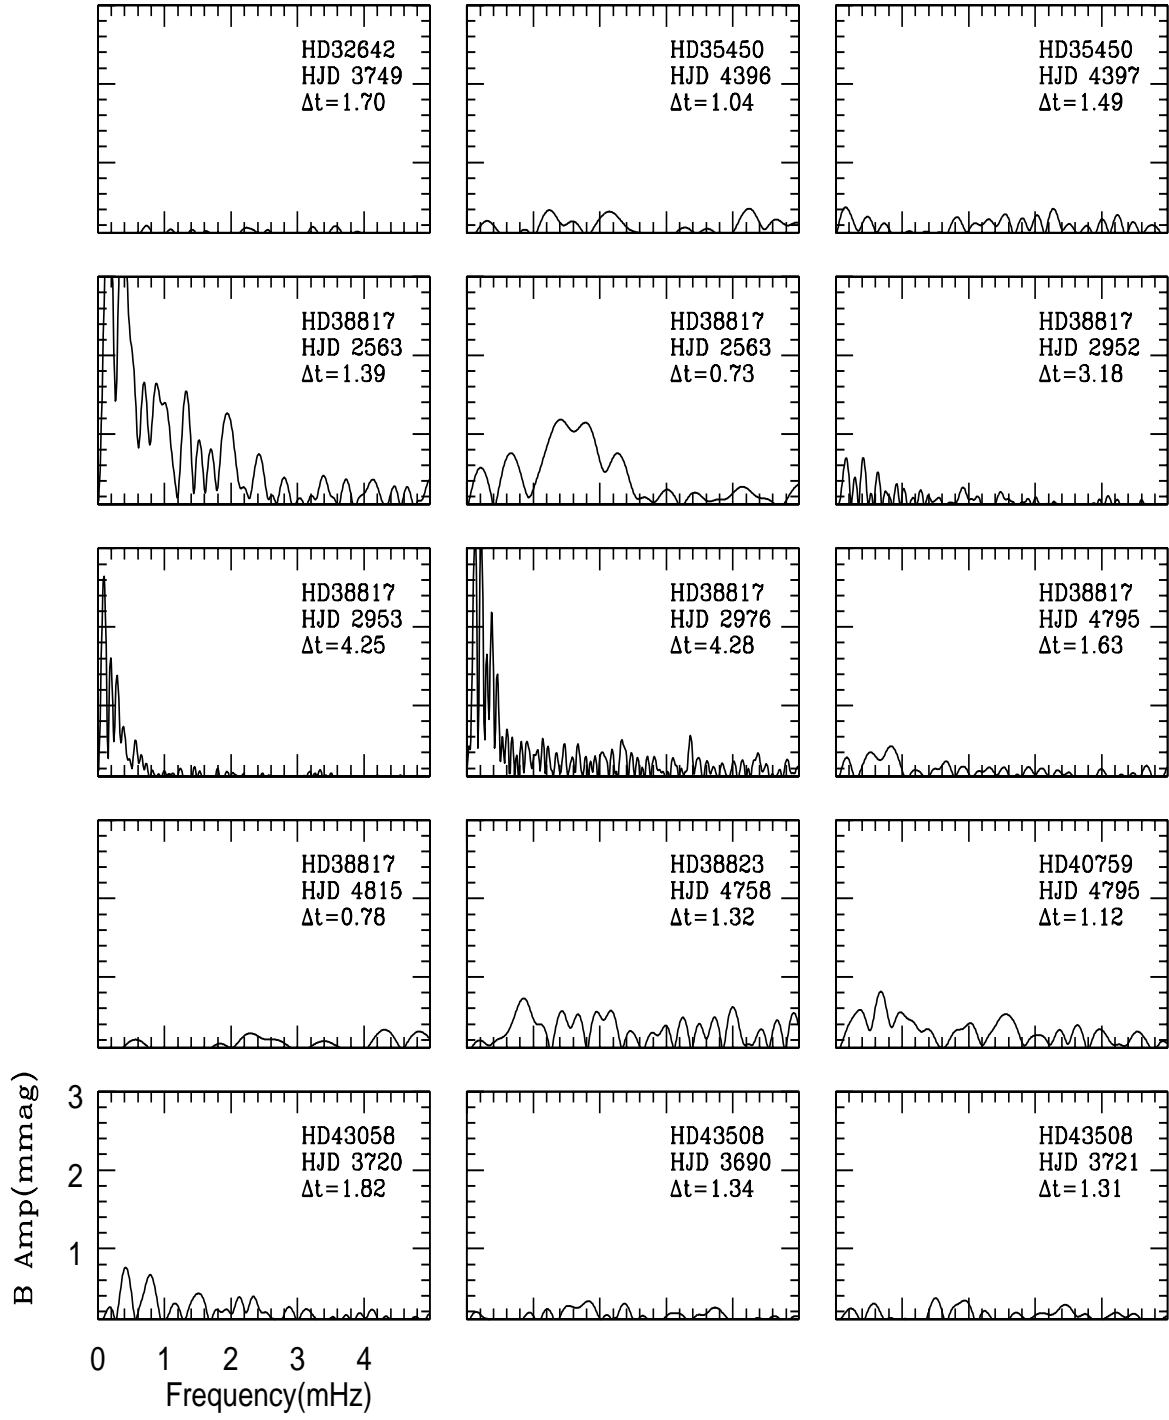 HD32642
HJD 3749
Δt=1.70
HD35450
HJD 4396
Δt=1.04
HD35450
HJD 4397
Δt=1.49
HD38817
HJD 2563
Δt=1.39
HD38817
HJD 2563
Δt=0.73
HD38817
HJD 2952
Δt=3.18
HD38817
HJD 2953
Δt=4.25
HD38817
HJD 2976
Δt=4.28
HD38817
HJD 4795
Δt=1.63
HD38817
HJD 4815
Δt=0.78
HD38823
HJD 4758
Δt=1.32
HD40759
HJD 4795
Δt=1.12
B Amp(mmag)
3
2
1
HD43058
HJD 3720
Δt=1.82
HD43508
HJD 3690
Δt=1.34
HD43508
HJD 3721
Δt=1.31
0 1 2 3 4
Frequency(mHz)